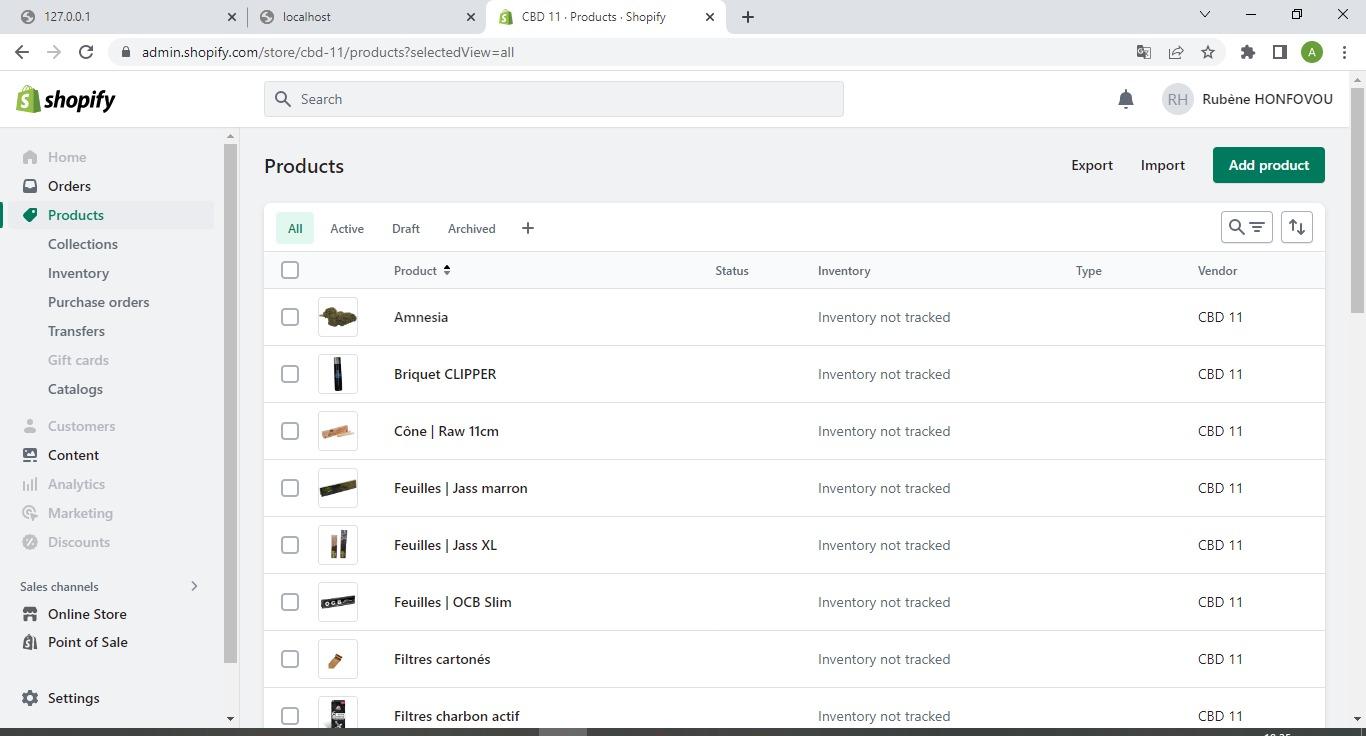 127.0.0.1
localhost
CBD 11 · Products · Shopify
admin.shopify.com/store/cbd-11/products?selectedView=all
A
shopify
Search
RH
Rubène HONFOVOU
Home
Orders
Products
Collections
Inventory
Purchase orders
Transfers
Gift cards
Catalogs
Customers
Content
Analytics
Marketing
Discounts
Sales channels
Online Store
Point of Sale
Settings
Products
Export
Import
Add product
All
Active
Draft
Archived
Product
Status
Inventory
Type
Vendor
Amnesia
Inventory not tracked
CBD 11
Briquet CLIPPER
Inventory not tracked
CBD 11
Cône | Raw 11cm
Inventory not tracked
CBD 11
Feuilles | Jass marron
Inventory not tracked
CBD 11
Feuilles | Jass XL
Inventory not tracked
CBD 11
OCB
Feuilles | OCB Slim
Inventory not tracked
CBD 11
Filtres cartonés
Inventory not tracked
CBD 11
Filtres charbon actif
Inventory not tracked
CBD 11